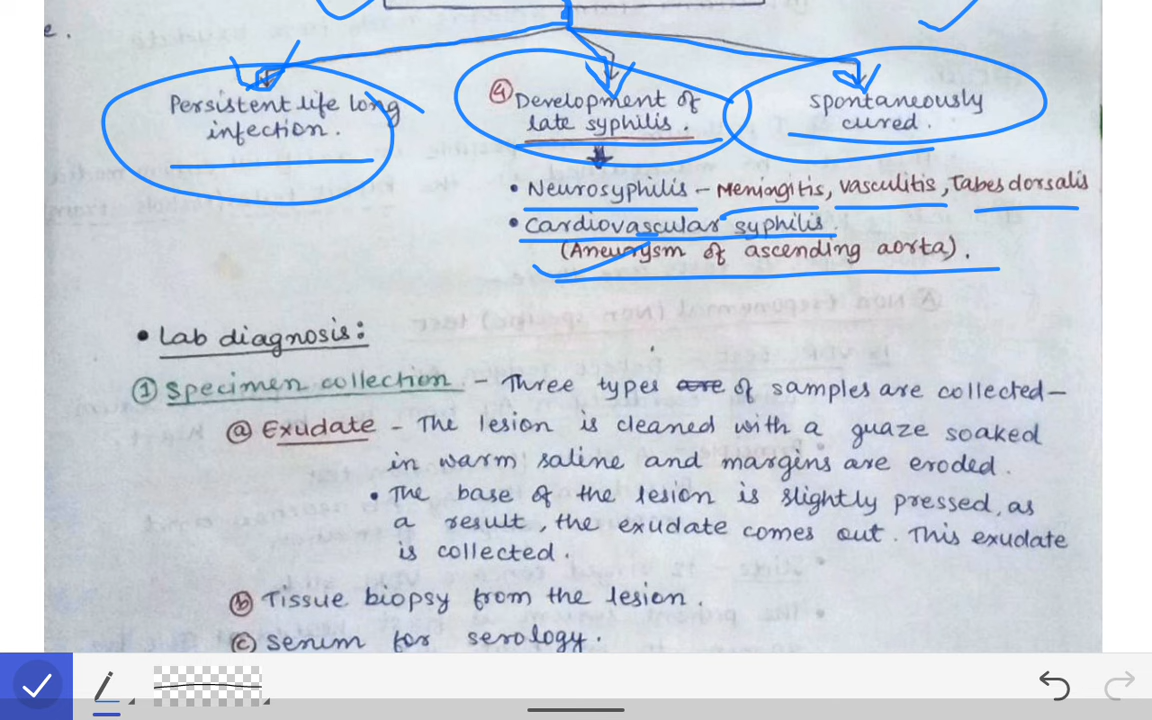 e.
Persistent life long
infection.
④ Development of
late syphilis.
spontaneously
cured.
• Neurosyphilis - Meningitis, vasculitis, Tabes dorsalis
• Cardiovascular syphilis.
(Aneurysm of ascending aorta).
• Lab diagnosis:
① Specimen collection - Three types are of samples are collected-
ⓐ Exudate - The lesion is cleaned with a guaze soaked
in warm saline and margins are eroded.
• The base of the lesion is slightly pressed, as
a result, the exudate comes out. This exudate
is collected.
ⓑ Tissue biopsy from the lesion.
ⓒ Serum for serology.